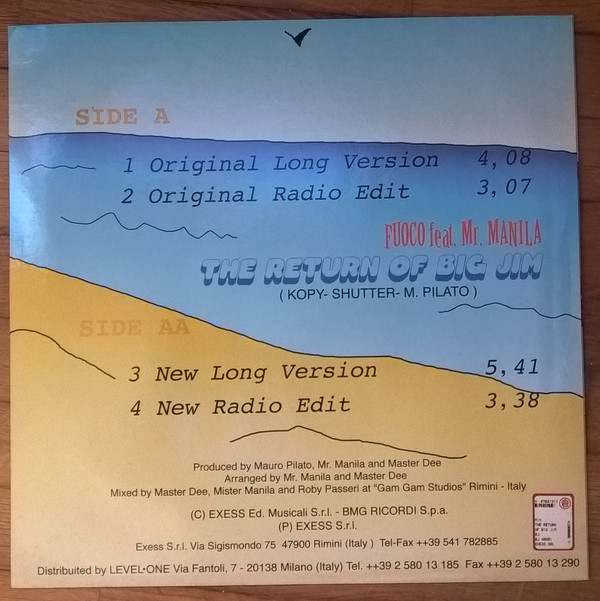 SIDE A
1 Original Long Version 4,08
2 Original Radio Edit 3,07
FUOCO feat. Mr. MANILA
THE RETURN OF BIG JIM
( KOPY- SHUTTER- M. PILATO )
SIDE AA
3 New Long Version 5,41
4 New Radio Edit 3,38
Produced by Mauro Pilato, Mr. Manila and Master Dee
Arranged by Mr. Manila and Master Dee
Mixed by Master Dee, Mister Manila and Roby Passeri at "Gam Gam Studios" Rimini - Italy
(C) EXESS Ed. Musicali S.r.l. - BMG RICORDI S.p.a.
(P) EXESS S.r.l.
Exess S.r.l. Via Sigismondo 75 47900 Rimini (Italy ) Tel-Fax ++39 541 782885
Distribuited by LEVEL•ONE Via Fantoli, 7 - 20138 Milano (Italy) Tel. ++39 2 580 13 185 Fax ++39 2 580 13 290
THE RETURN
OF BIG JIM